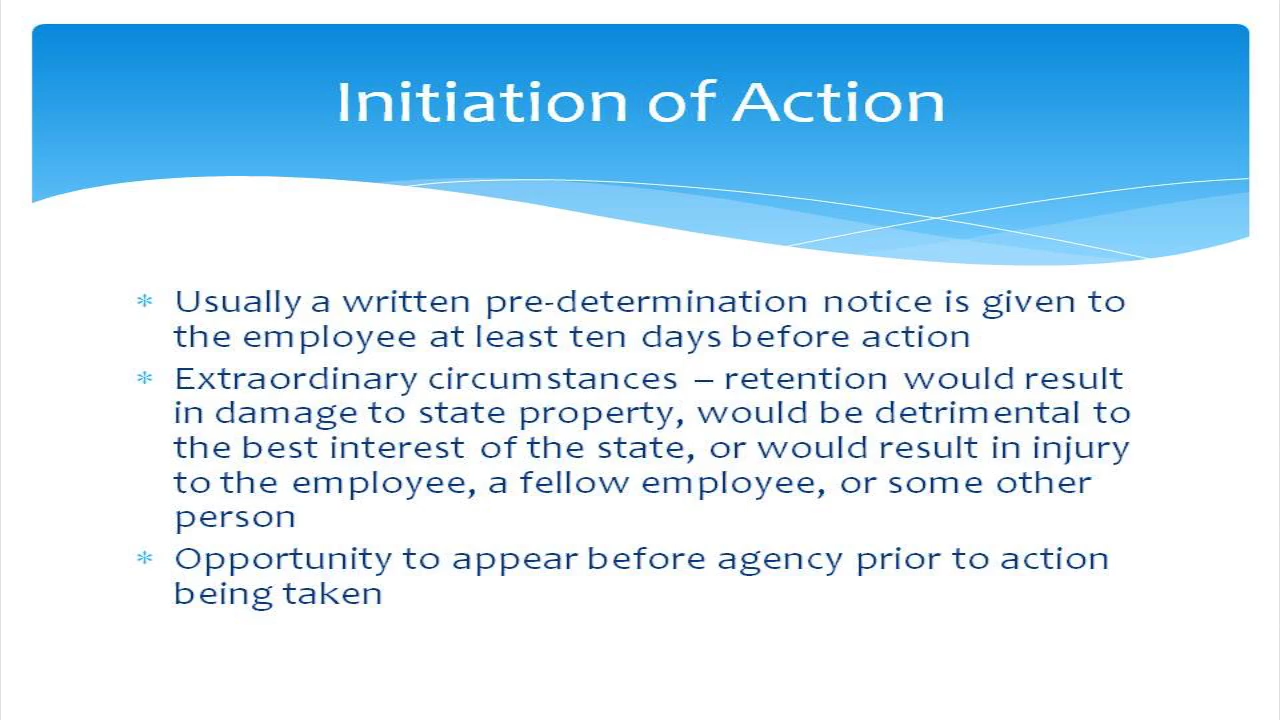 Initiation of Action
* Usually a written pre-determination notice is given to
the employee at least ten days before action
* Extraordinary circumstances – retention would result
in damage to state property, would be detrimental to
the best interest of the state, or would result in injury
to the employee, a fellow employee, or some other
person
* Opportunity to appear before agency prior to action
being taken